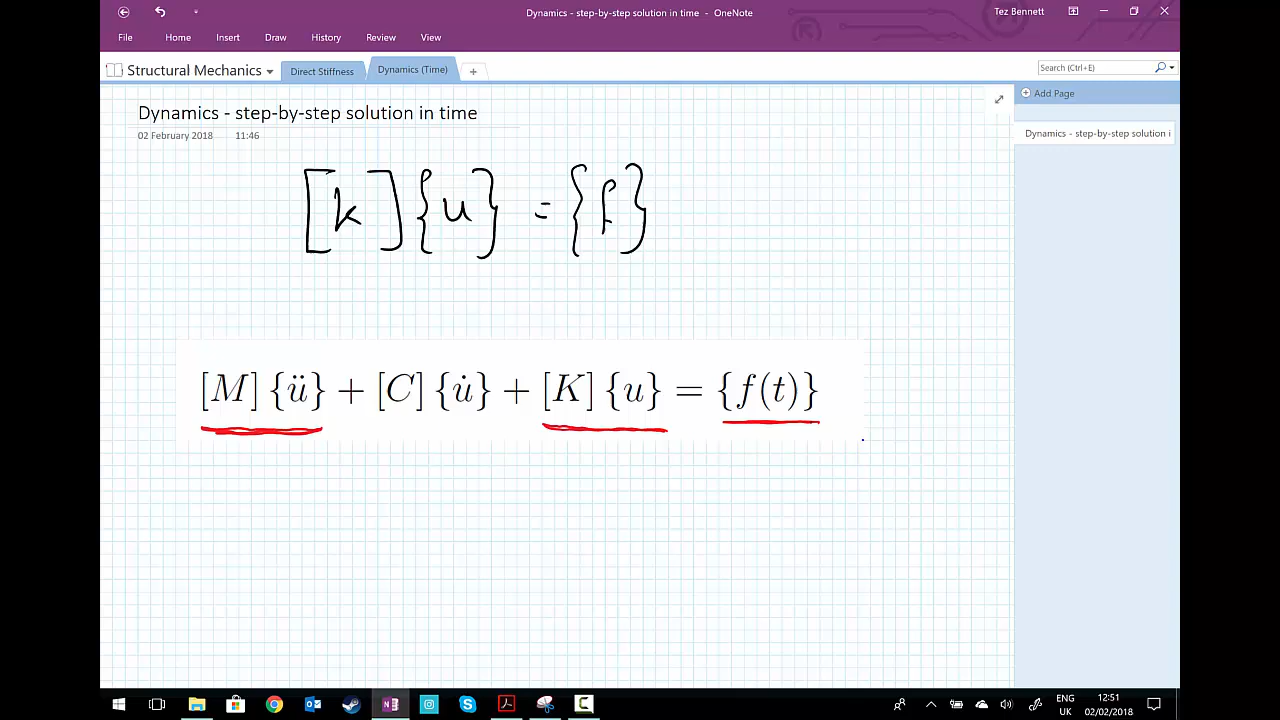 Dynamics - step-by-step solution in time - OneNote
Tez Bennett
File Home Insert Draw History Review View
Structural Mechanics Direct Stiffness Dynamics (Time) +
Search (Ctrl+E)
Add Page
Dynamics - step-by-step solution i
Dynamics - step-by-step solution in time
02 February 2018 11:46
[k]{u} = {f}
[M] {ü} + [C] {u̇} + [K] {u} = {f(t)}
ENG 12:51
UK 02/02/2018